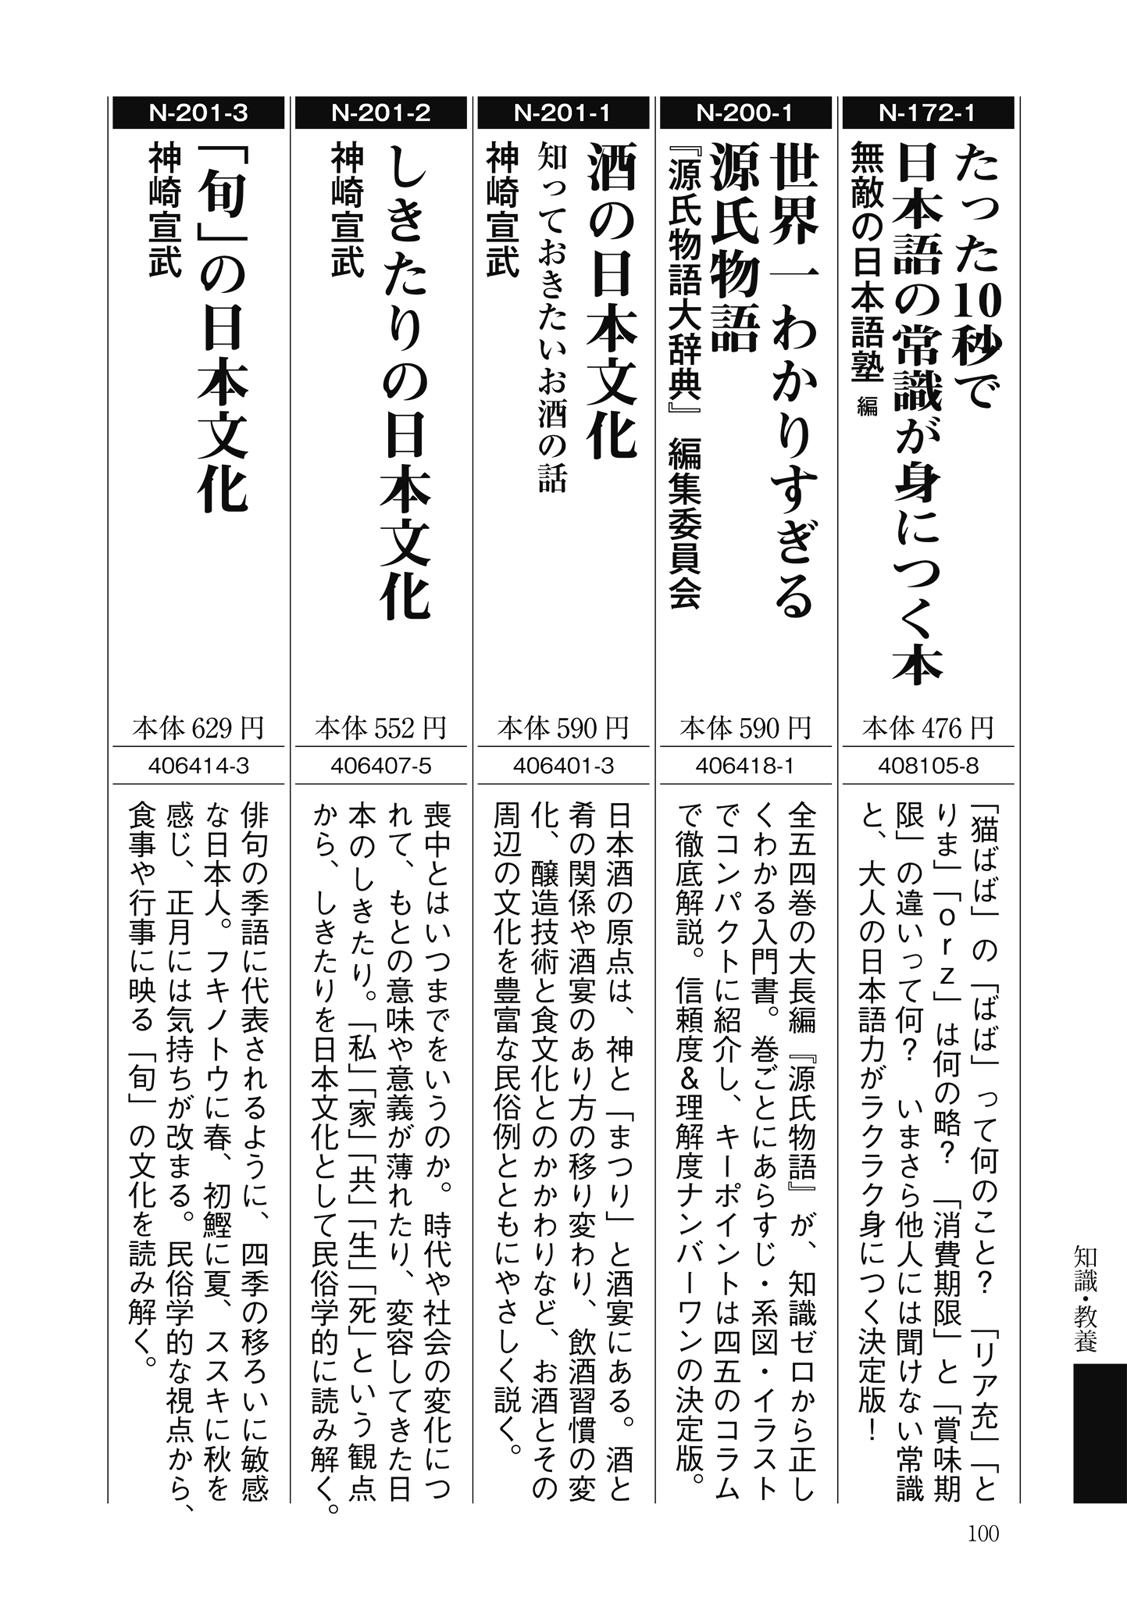 N-172-1
たった10秒で
日本語の常識が身につく本
無敵の日本語塾 編
本体 476 円
408105-8
「猫ばば」の「ばば」って何のこと？　「リア充」「と
りま」「orz」は何の略？　「消費期限」と「賞味期
限」の違いって何？　いまさら他人には聞けない常識
と、大人の日本語力がラクラク身につく決定版！
N-200-1
世界一わかりすぎる
源氏物語
『源氏物語大辞典』編集委員会
本体 590 円
406418-1
全五四巻の大長編『源氏物語』が、知識ゼロから正し
くわかる入門書。巻ごとにあらすじ・系図・イラスト
でコンパクトに紹介し、キーポイントは四五のコラム
で徹底解説。信頼度＆理解度ナンバーワンの決定版。
N-201-1
酒の日本文化
知っておきたいお酒の話
神崎宣武
本体 590 円
406401-3
日本酒の原点は、神と「まつり」と酒宴にある。酒と
肴の関係や酒宴のあり方の移り変わり、飲酒習慣の変
化、醸造技術と食文化とのかかわりなど、お酒とその
周辺の文化を豊富な民俗例とともにやさしく説く。
N-201-2
しきたりの日本文化
神崎宣武
本体 552 円
406407-5
喪中とはいつまでをいうのか。時代や社会の変化につ
れて、もとの意味や意義が薄れたり、変容してきた日
本のしきたり。「私」「家」「共」「生」「死」という観点
から、しきたりを日本文化として民俗学的に読み解く。
N-201-3
「旬」の日本文化
神崎宣武
本体 629 円
406414-3
俳句の季語に代表されるように、四季の移ろいに敏感
な日本人。フキノトウに春、初鰹に夏、ススキに秋を
感じ、正月には気持ちが改まる。民俗学的な視点から、
食事や行事に映る「旬」の文化を読み解く。
知識・教養
100